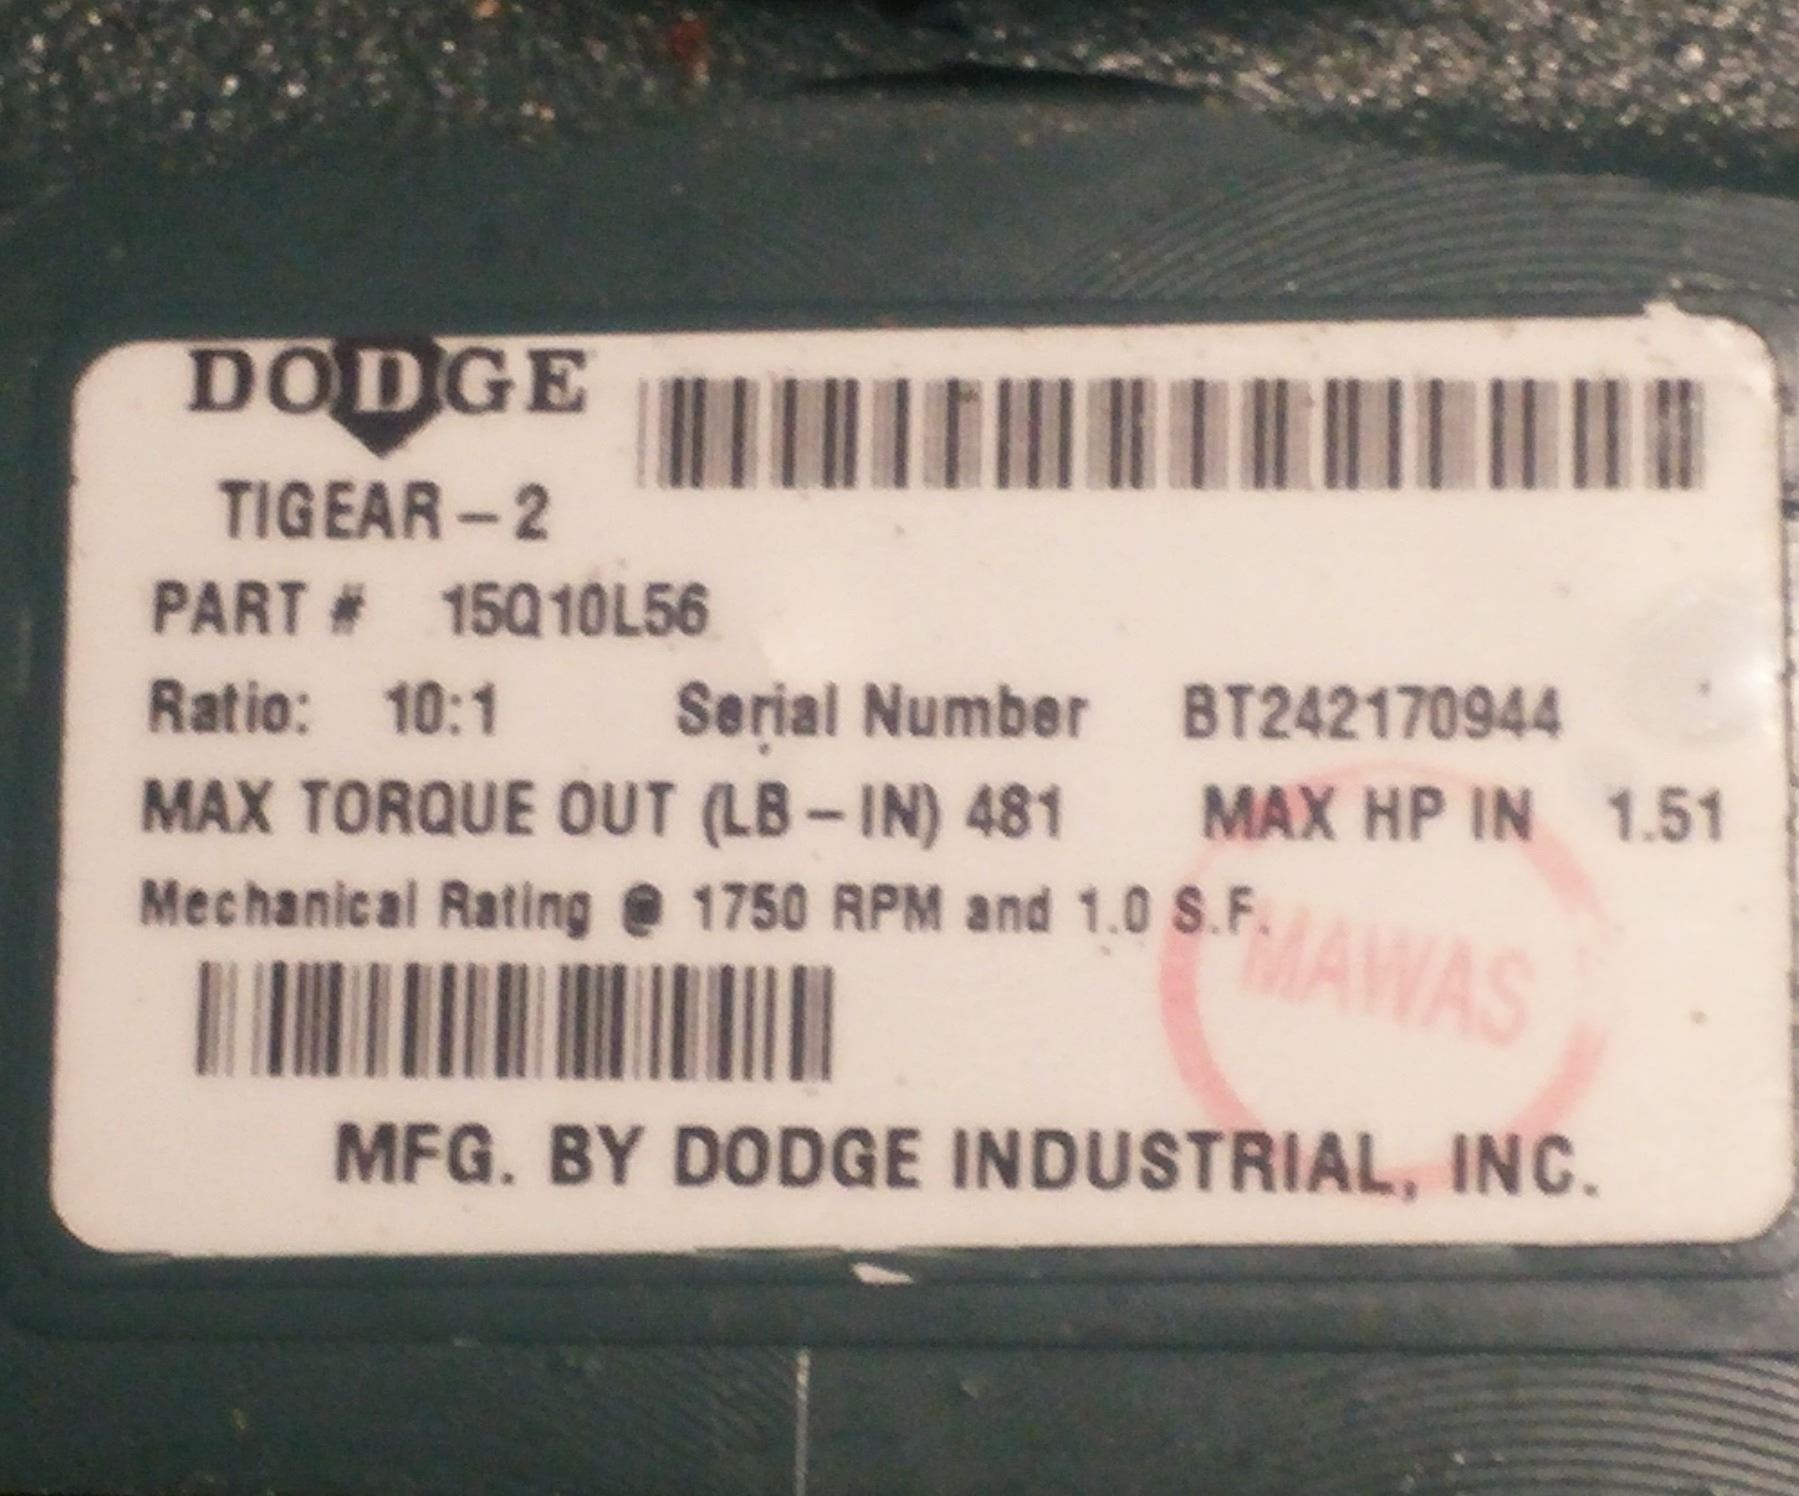 DODGE
TIGEAR-2
PART # 15Q10L56
Ratio: 10:1 Serial Number BT242170944
MAX TORQUE OUT (LB-IN) 481 MAX HP IN 1.51
Mechanical Rating @ 1750 RPM and 1.0 S.F.
MAWAS
MFG. BY DODGE INDUSTRIAL, INC.